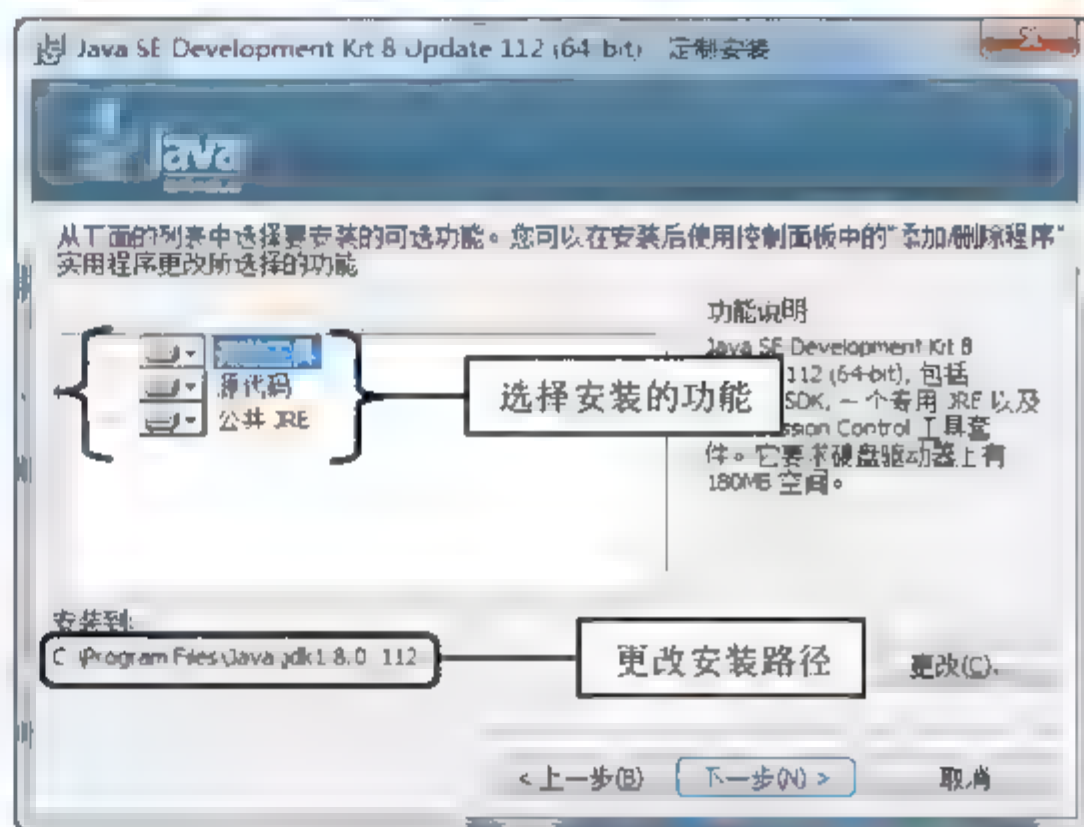 Java SE Development Kit 8 Update 112 (64-bit) - 定制安装
Java
从下面的列表中选择要安装的可选功能。您可以在安装后使用控制面板中的"添加/删除程序"
实用程序更改所选择的功能
功能说明
源代码
公共 JRE
选择安装的功能
Java SE Development Kit 8
112 (64-bit), 包括
SDK, 一个专用 JRE 以及
ssion Control 工具套
件。它要求硬盘驱动器上有
180MB 空间。
安装到:
C:\Program Files\Java\jdk1.8.0_112
更改安装路径
更改(C)...
< 上一步(B)
下一步(N) >
取消